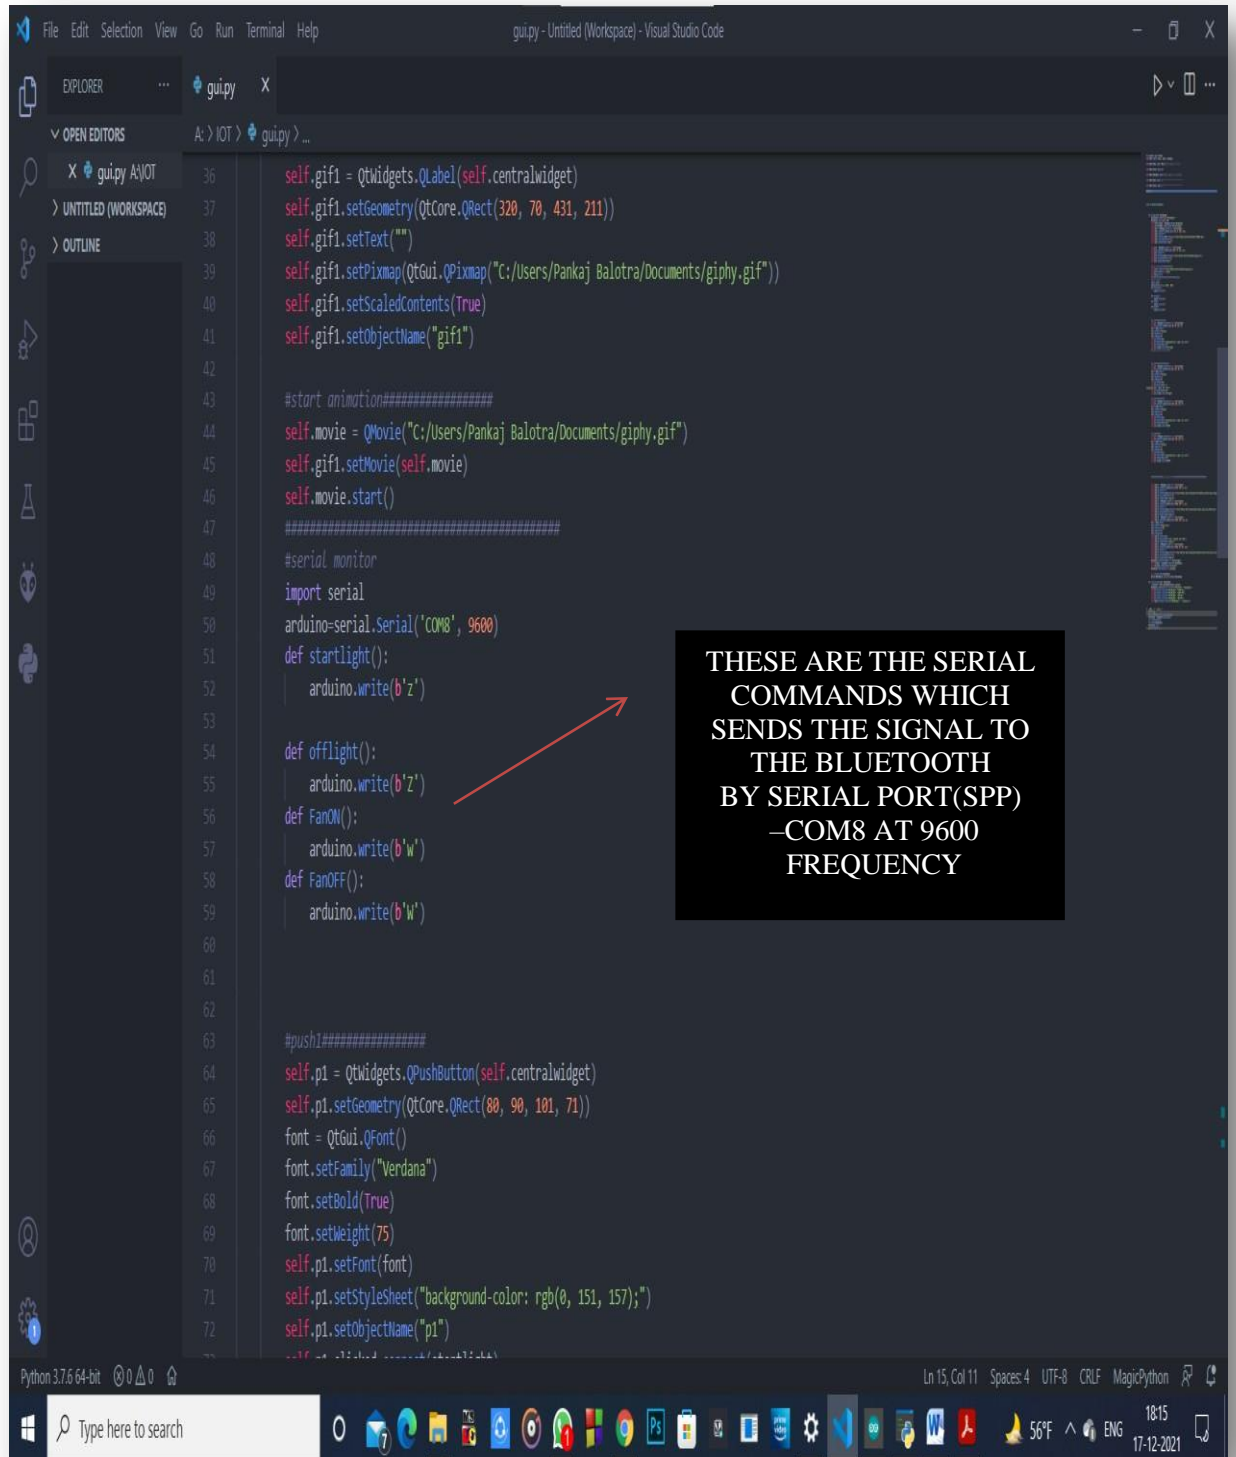 File Edit Selection View Go Run Terminal Help
gui.py - Untitled (Workspace) - Visual Studio Code
EXPLORER
gui.py X
OPEN EDITORS
A: > IOT > gui.py > ...
X gui.py A:\IOT
UNTITLED (WORKSPACE)
OUTLINE
36 self.gif1 = QtWidgets.QLabel(self.centralwidget)
37 self.gif1.setGeometry(QtCore.QRect(320, 70, 431, 211))
38 self.gif1.setText("")
39 self.gif1.setPixmap(QtGui.QPixmap("C:/Users/Pankaj Balotra/Documents/giphy.gif"))
40 self.gif1.setScaledContents(True)
41 self.gif1.setObjectName("gif1")
42
43 #start animation##################
44 self.movie = QMovie("C:/Users/Pankaj Balotra/Documents/giphy.gif")
45 self.gif1.setMovie(self.movie)
46 self.movie.start()
47 #############################################
48 #serial monitor
49 import serial
50 arduino=serial.Serial('COM8', 9600)
51 def startlight():
52 arduino.write(b'z')
53
54 def offlight():
55 arduino.write(b'Z')
56 def FanON():
57 arduino.write(b'w')
58 def FanOFF():
59 arduino.write(b'W')
60
61
62
63 #push1#################
64 self.p1 = QtWidgets.QPushButton(self.centralwidget)
65 self.p1.setGeometry(QtCore.QRect(80, 90, 101, 71))
66 font = QtGui.QFont()
67 font.setFamily("Verdana")
68 font.setBold(True)
69 font.setWeight(75)
70 self.p1.setFont(font)
71 self.p1.setStyleSheet("background-color: rgb(0, 151, 157);")
72 self.p1.setObjectName("p1")
73 self.p1.clicked.connect(startlight)
THESE ARE THE SERIAL
COMMANDS WHICH
SENDS THE SIGNAL TO
THE BLUETOOTH
BY SERIAL PORT(SPP)
–COM8 AT 9600
FREQUENCY
Python 3.7.6 64-bit 0 0
Ln 15, Col 11 Spaces: 4 UTF-8 CRLF MagicPython
Type here to search
56°F ENG
18:15
17-12-2021